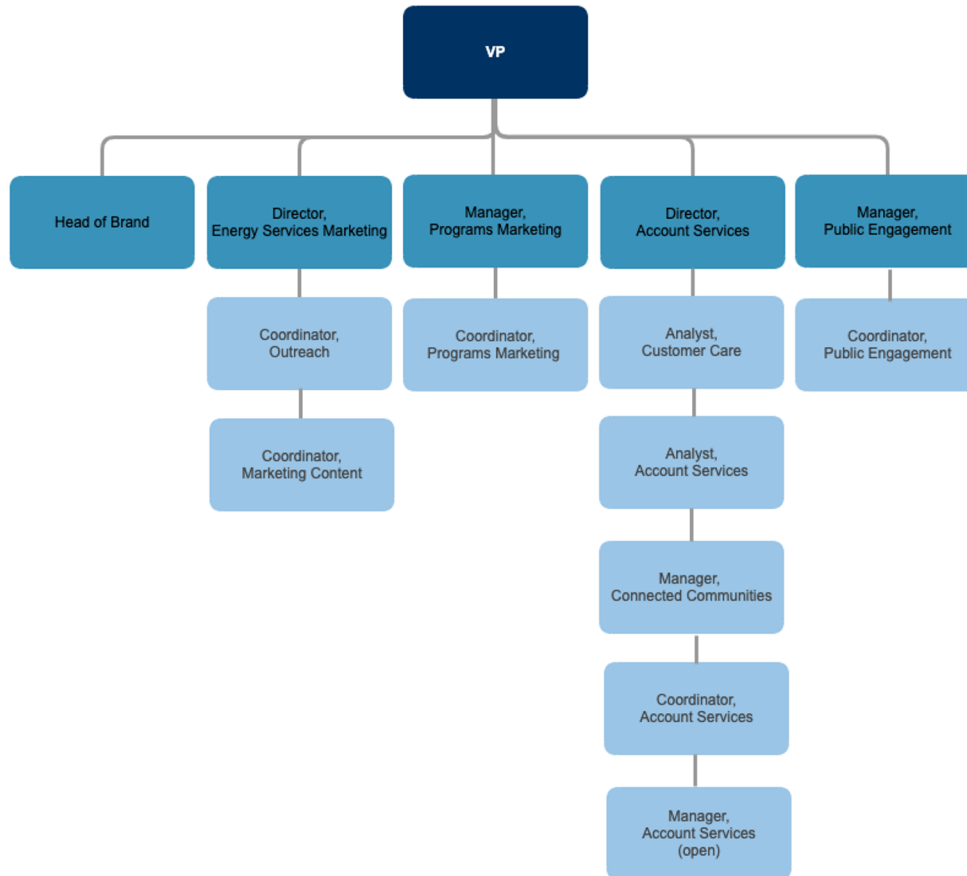 VP
Head of Brand
Director,
Energy Services Marketing
Manager,
Programs Marketing
Director,
Account Services
Manager,
Public Engagement
Coordinator,
Outreach
Coordinator,
Programs Marketing
Analyst,
Customer Care
Coordinator,
Public Engagement
Coordinator,
Marketing Content
Analyst,
Account Services
Manager,
Connected Communities
Coordinator,
Account Services
Manager,
Account Services
(open)